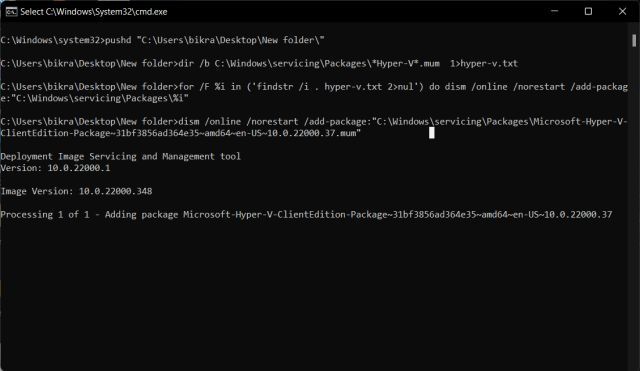 Select C:\Windows\System32\cmd.exe
C:\Windows\system32>pushd "C:\Users\bikra\Desktop\New folder\"
C:\Users\bikra\Desktop\New folder>dir /b C:\Windows\servicing\Packages\*Hyper-V*.mum  1>hyper-v.txt
C:\Users\bikra\Desktop\New folder>for /F %i in ('findstr /i . hyper-v.txt 2>nul') do dism /online /norestart /add-packag
e:"C:\Windows\servicing\Packages\%i"
C:\Users\bikra\Desktop\New folder>dism /online /norestart /add-package:"C:\Windows\servicing\Packages\Microsoft-Hyper-V-
ClientEdition-Package~31bf3856ad364e35~amd64~en-US~10.0.22000.37.mum"
Deployment Image Servicing and Management tool
Version: 10.0.22000.1
Image Version: 10.0.22000.348
Processing 1 of 1 - Adding package Microsoft-Hyper-V-ClientEdition-Package~31bf3856ad364e35~amd64~en-US~10.0.22000.37